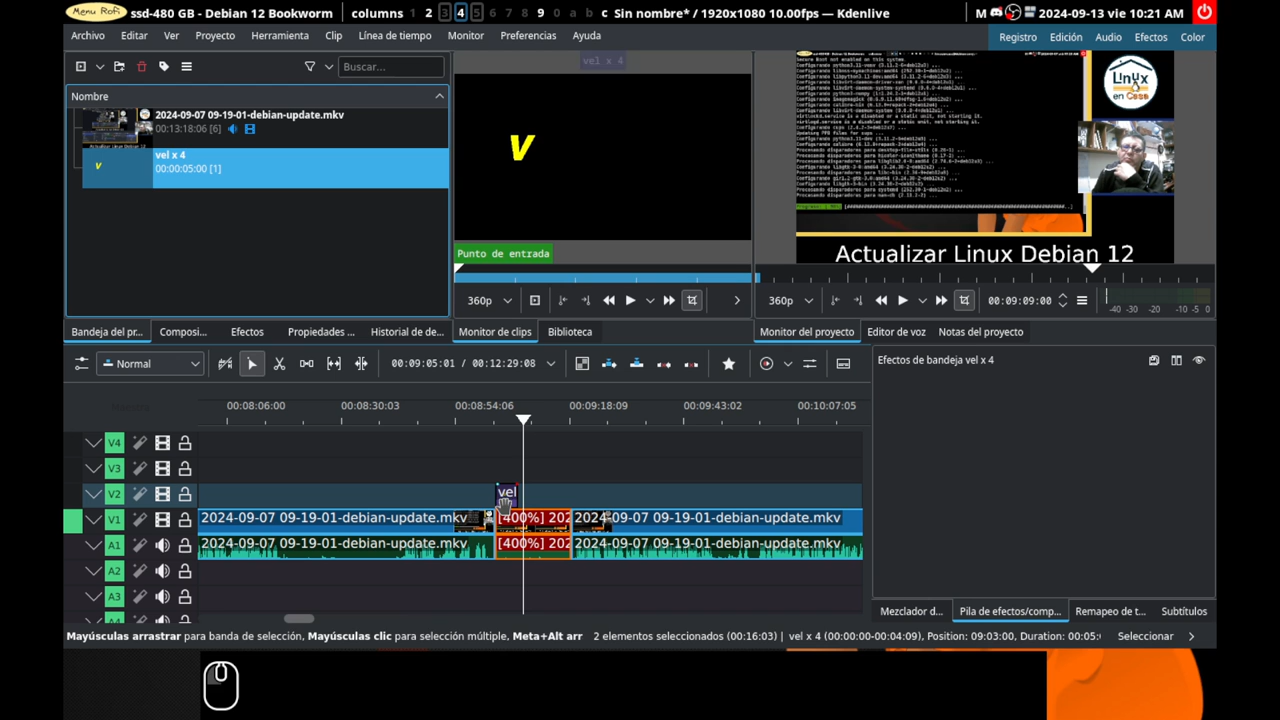 Menu Rofi ssd-480 GB - Debian 12 Bookworm columns 1 2 3 4 5 6 7 8 9 0 a b c Sin nombre* / 1920x1080 10.00fps — Kdenlive M 2024-09-13 vie 10:21 AM
Archivo Editar Ver Proyecto Herramienta Clip Línea de tiempo Monitor Preferencias Ayuda Registro Edición Audio Efectos Color
Buscar...
vel x 4
Nombre
2024-09-07 09-19-01-debian-update.mkv
00:13:18:06 [6]
vel x 4
00:00:05:00 [1]
v
Punto de entrada
Linux
en Casa
Actualizar Linux Debian 12
360p
360p 00:09:09:00
-40 -30 -20 -10 -5 0
Bandeja del pr... Composi... Efectos Propiedades ... Historial de de... Monitor de clips Biblioteca Monitor del proyecto Editor de voz Notas del proyecto
Normal 00:09:05:01 / 00:12:29:08
Efectos de bandeja vel x 4
Maestra 00:08:06:00 00:08:30:03 00:08:54:06 00:09:18:09 00:09:43:02 00:10:07:05
V4
V3
V2 vel
V1 2024-09-07 09-19-01-debian-update.mkv [400%] 202 2024-09-07 09-19-01-debian-update.mkv
A1 2024-09-07 09-19-01-debian-update.mkv [400%] 202 2024-09-07 09-19-01-debian-update.mkv
A2
A3
A4
Mezclador d... Pila de efectos/comp... Remapeo de t... Subtítulos
Mayúsculas arrastrar para banda de selección, Mayúsculas clic para selección múltiple, Meta+Alt arr 2 elementos seleccionados (00:16:03) | vel x 4 (00:00:00-00:04:09), Position: 09:03:00, Duration: 00:05: Seleccionar